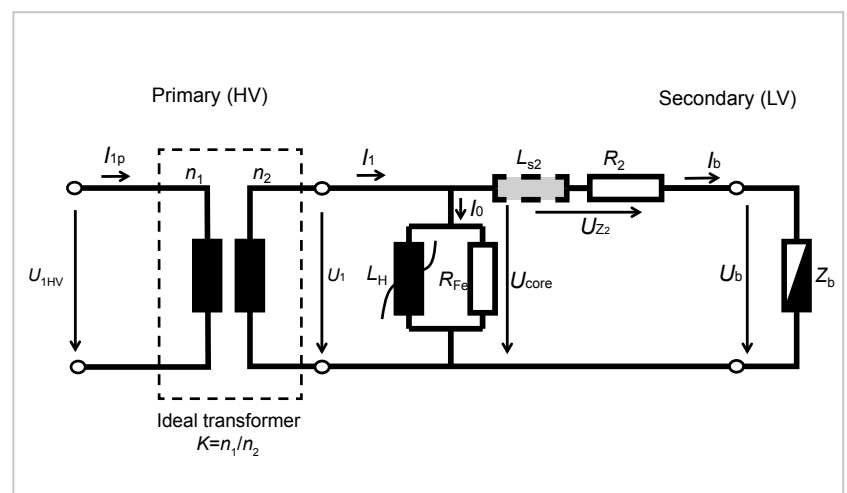 Primary (HV)
Secondary (LV)
I1p
n1
n2
I1
Ls2
R2
Ib
I0
UZ2
U1HV
U1
LH
RFe
Ucore
Ub
Zb
Ideal transformer
K=n1/n2